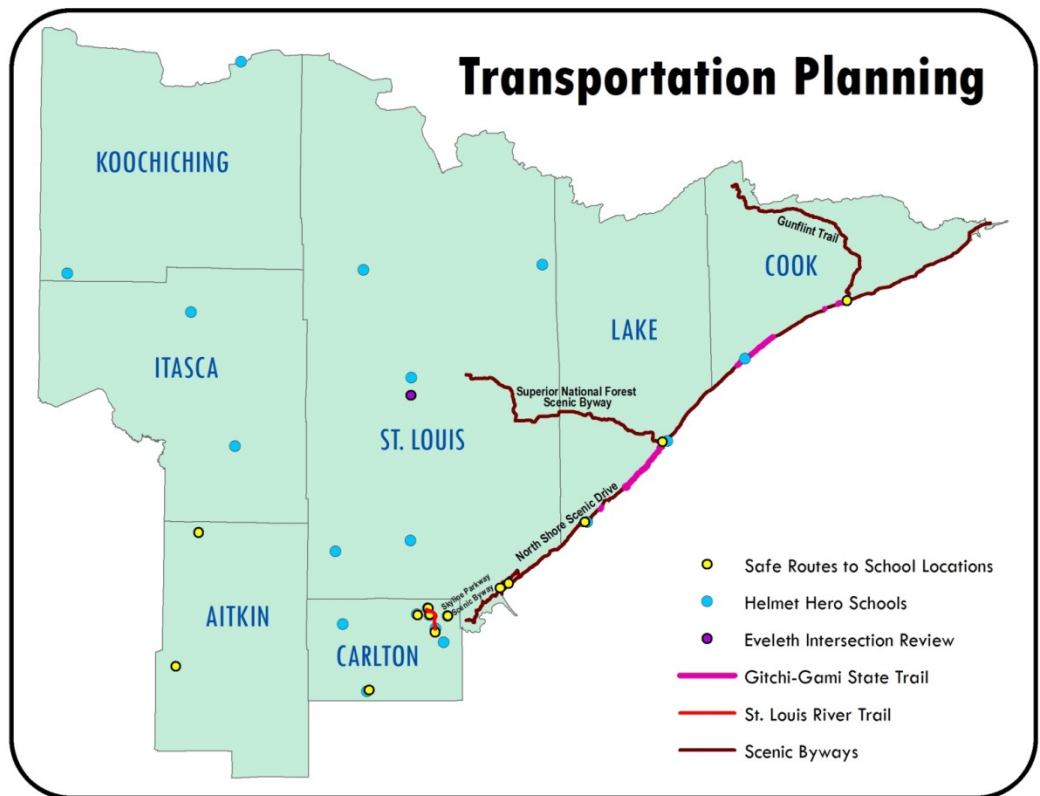 Transportation Planning
KOOCHICHING
Gunflint Trail
COOK
LAKE
ITASCA
Superior National Forest
Scenic Byway
ST. LOUIS
North Shore Scenic Drive
Skyline Parkway
Scenic Byway
AITKIN
CARLTON
Safe Routes to School Locations
Helmet Hero Schools
Eveleth Intersection Review
Gitchi-Gami State Trail
St. Louis River Trail
Scenic Byways